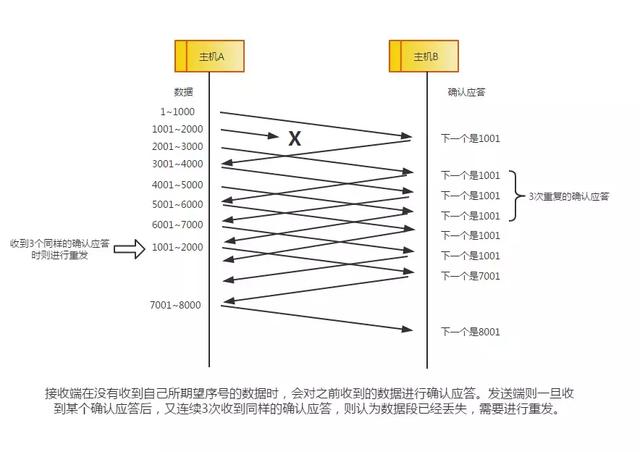 主机A
主机B
数据
确认应答
1~1000
1001~2000
X
下一个是1001
2001~3000
3001~4000
下一个是1001
4001~5000
下一个是1001
3次重复的确认应答
5001~6000
下一个是1001
6001~7000
下一个是1001
收到3个同样的确认应答
时则进行重发
1001~2000
下一个是1001
下一个是7001
7001~8000
下一个是8001
接收端在没有收到自己所期望序号的数据时，会对之前收到的数据进行确认应答。发送端则一旦收
到某个确认应答后，又连续3次收到同样的确认应答，则认为数据段已经丢失，需要进行重发。